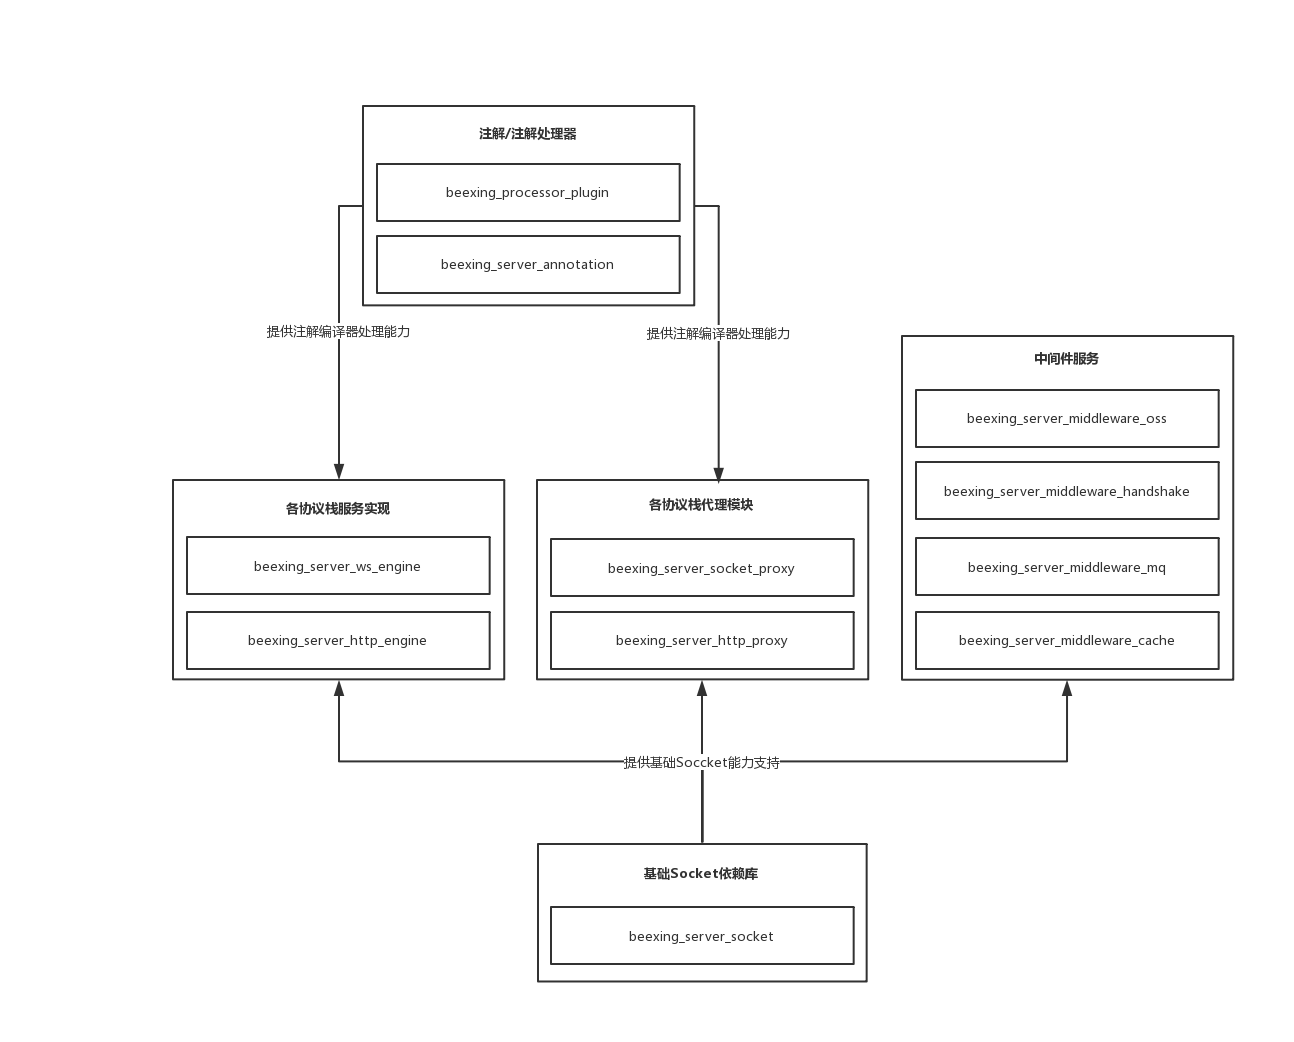 注解/注解处理器
beexing_processor_plugin
beexing_server_annotation
提供注解编译器处理能力
提供注解编译器处理能力
各协议栈服务实现
beexing_server_ws_engine
beexing_server_http_engine
各协议栈代理模块
beexing_server_socket_proxy
beexing_server_http_proxy
中间件服务
beexing_server_middleware_oss
beexing_server_middleware_handshake
beexing_server_middleware_mq
beexing_server_middleware_cache
提供基础Soccket能力支持
基础Socket依赖库
beexing_server_socket